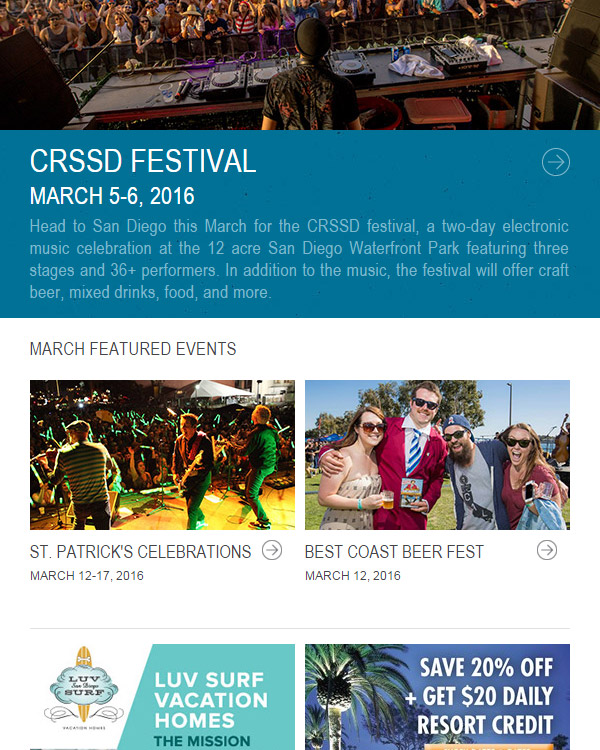 CRSSD FESTIVAL
MARCH 5-6, 2016
Head to San Diego this March for the CRSSD festival, a two-day electronic
music celebration at the 12 acre San Diego Waterfront Park featuring three
stages and 36+ performers. In addition to the music, the festival will offer craft
beer, mixed drinks, food, and more.
MARCH FEATURED EVENTS
ST. PATRICK'S CELEBRATIONS
MARCH 12-17, 2016
BEST COAST BEER FEST
MARCH 12, 2016
LUV
San Diego
SURF
VACATION HOMES
LUV SURF
VACATION
HOMES
THE MISSION
SAVE 20% OFF
+ GET $20 DAILY
RESORT CREDIT